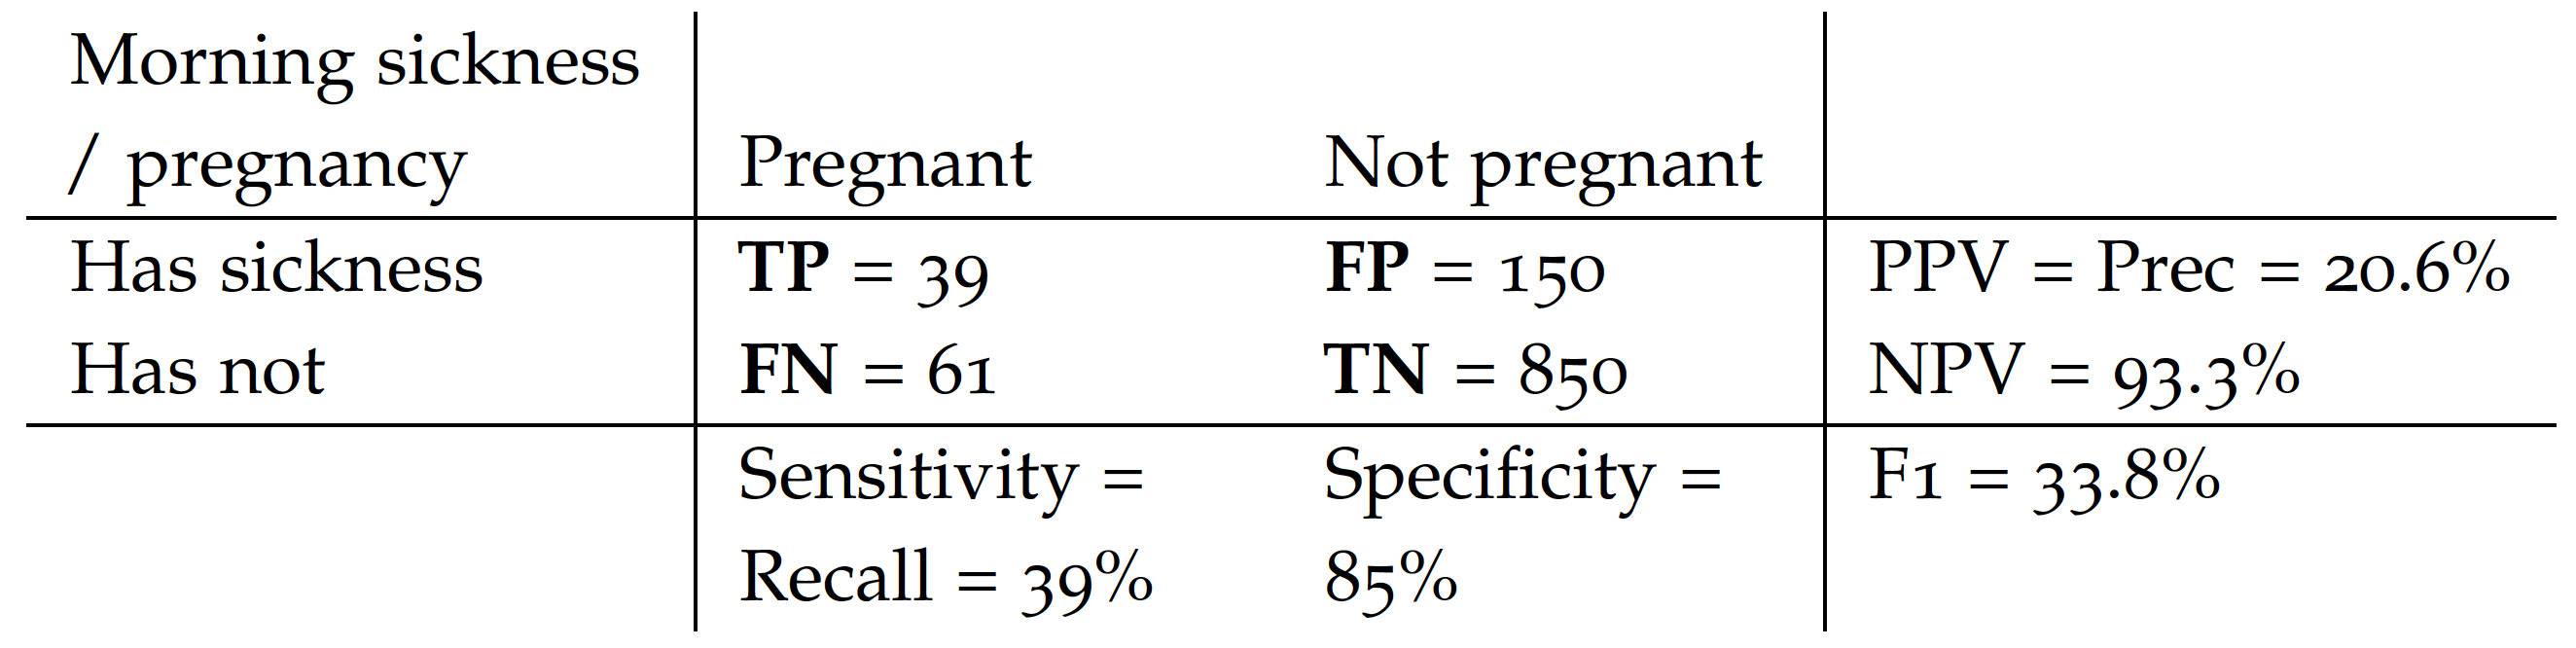 Morning sickness
/ pregnancy Pregnant Not pregnant
Has sickness TP = 39 FP = 150 PPV = Prec = 20.6%
Has not FN = 61 TN = 850 NPV = 93.3%
Sensitivity = Specificity = F1 = 33.8%
Recall = 39% 85%